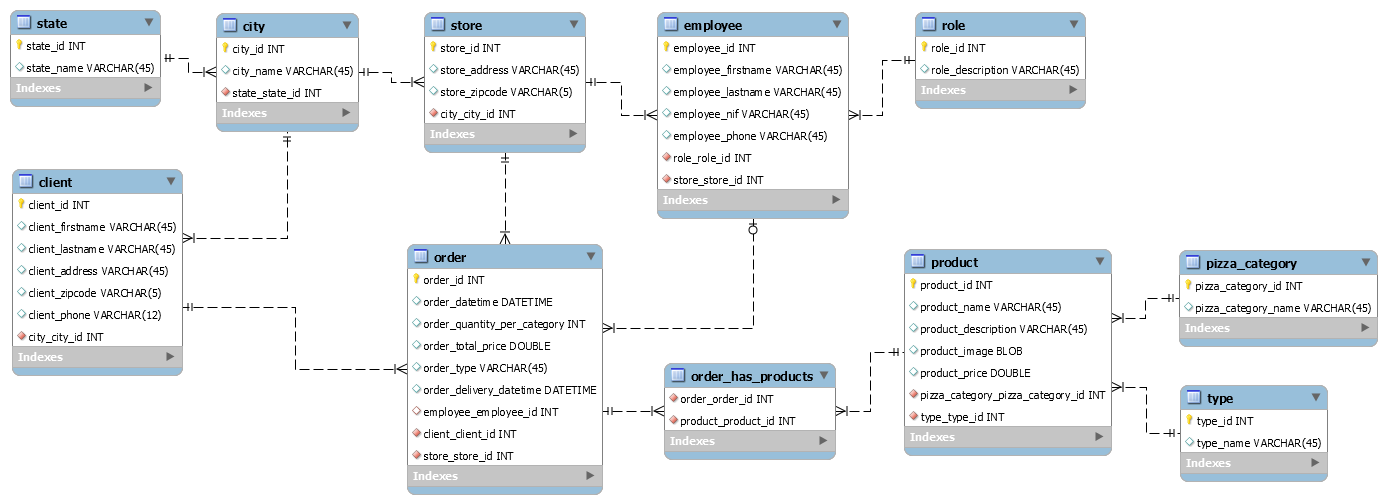 state
state_id INT
state_name VARCHAR(45)
Indexes
city
city_id INT
city_name VARCHAR(45)
state_state_id INT
Indexes
store
store_id INT
store_address VARCHAR(45)
store_zipcode VARCHAR(5)
city_city_id INT
Indexes
employee
employee_id INT
employee_firstname VARCHAR(45)
employee_lastname VARCHAR(45)
employee_nif VARCHAR(45)
employee_phone VARCHAR(45)
role_role_id INT
store_store_id INT
Indexes
role
role_id INT
role_description VARCHAR(45)
Indexes
client
client_id INT
client_firstname VARCHAR(45)
client_lastname VARCHAR(45)
client_address VARCHAR(45)
client_zipcode VARCHAR(5)
client_phone VARCHAR(12)
city_city_id INT
Indexes
order
order_id INT
order_datetime DATETIME
order_quantity_per_category INT
order_total_price DOUBLE
order_type VARCHAR(45)
order_delivery_datetime DATETIME
employee_employee_id INT
client_client_id INT
store_store_id INT
Indexes
order_has_products
order_order_id INT
product_product_id INT
Indexes
product
product_id INT
product_name VARCHAR(45)
product_description VARCHAR(45)
product_image BLOB
product_price DOUBLE
pizza_category_pizza_category_id INT
type_type_id INT
Indexes
pizza_category
pizza_category_id INT
pizza_category_name VARCHAR(45)
Indexes
type
type_id INT
type_name VARCHAR(45)
Indexes